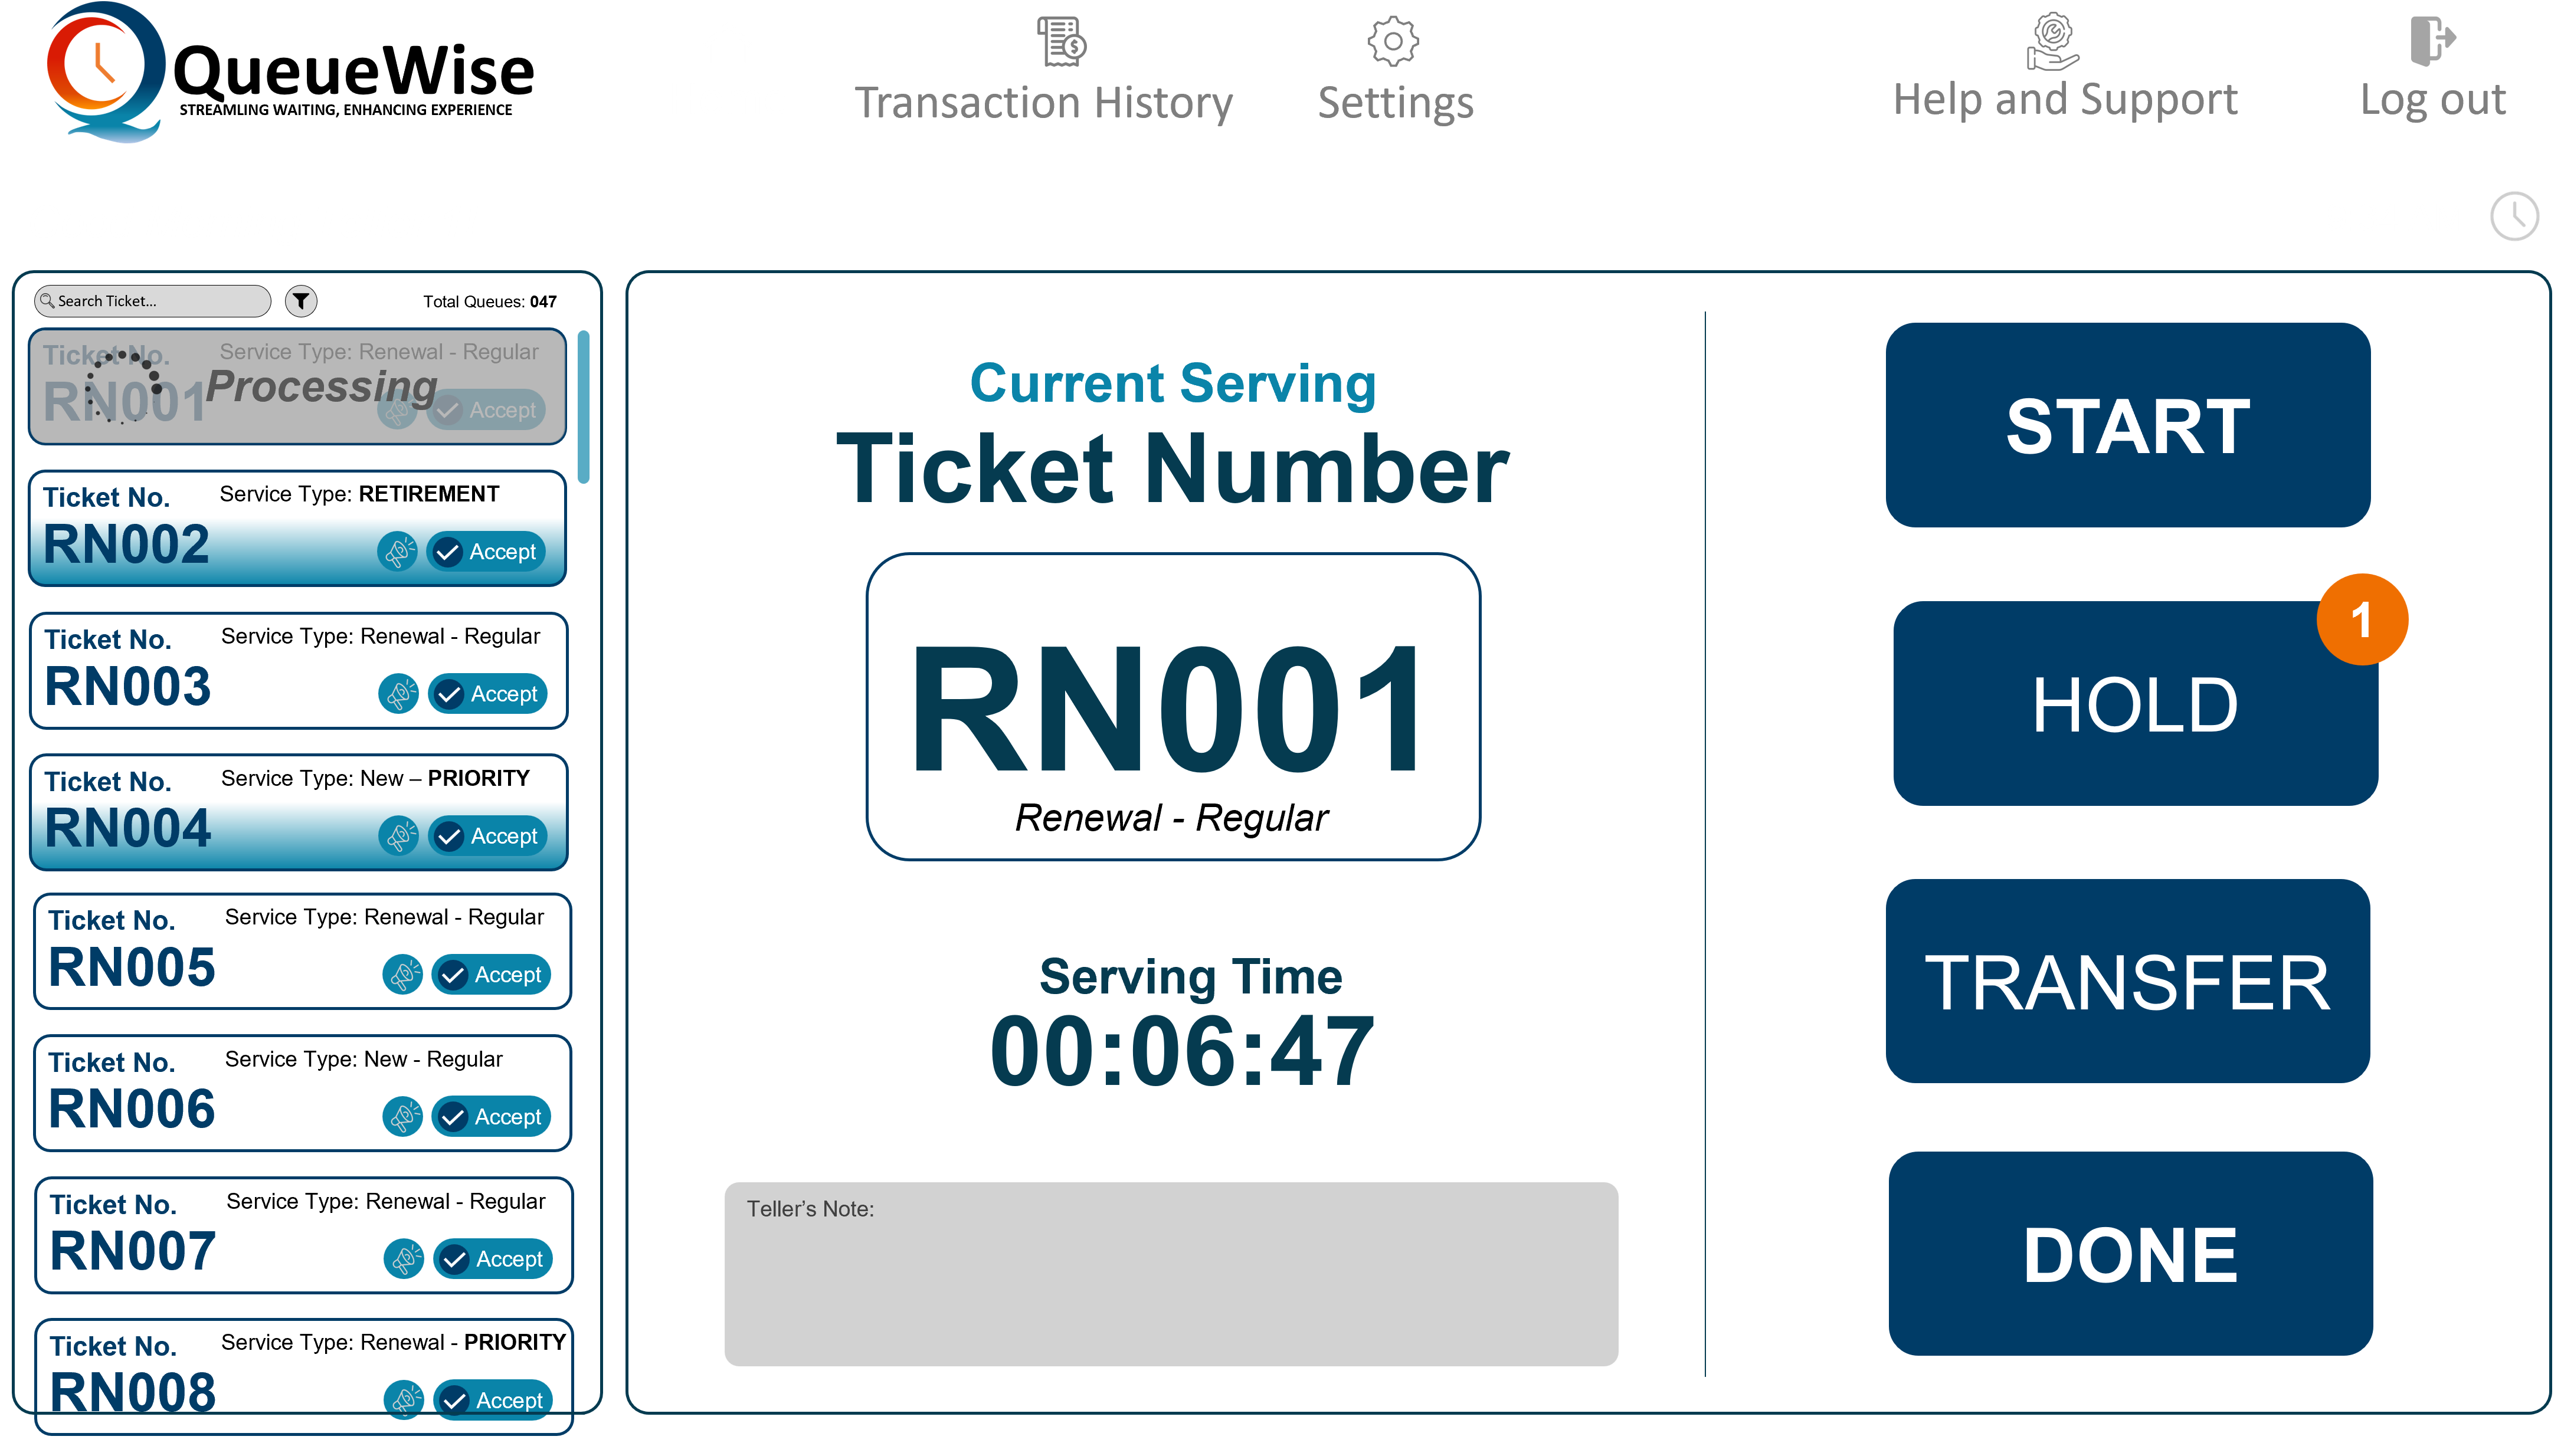 QueueWise
STREAMLING WAITING, ENHANCING EXPERIENCE
Transaction History
Settings
Help and Support
Log out
Search Ticket...
Total Queues: 047
Ticket No.
Service Type: Renewal - Regular
RN001
Processing
Accept
Ticket No.
Service Type: RETIREMENT
RN002
Accept
Ticket No.
Service Type: Renewal - Regular
RN003
Accept
Ticket No.
Service Type: New – PRIORITY
RN004
Accept
Ticket No.
Service Type: Renewal - Regular
RN005
Accept
Ticket No.
Service Type: New - Regular
RN006
Accept
Ticket No.
Service Type: Renewal - Regular
RN007
Accept
Ticket No.
Service Type: Renewal - PRIORITY
RN008
Accept
Current Serving
Ticket Number
RN001
Renewal - Regular
Serving Time
00:06:47
Teller’s Note:
START
HOLD
1
TRANSFER
DONE